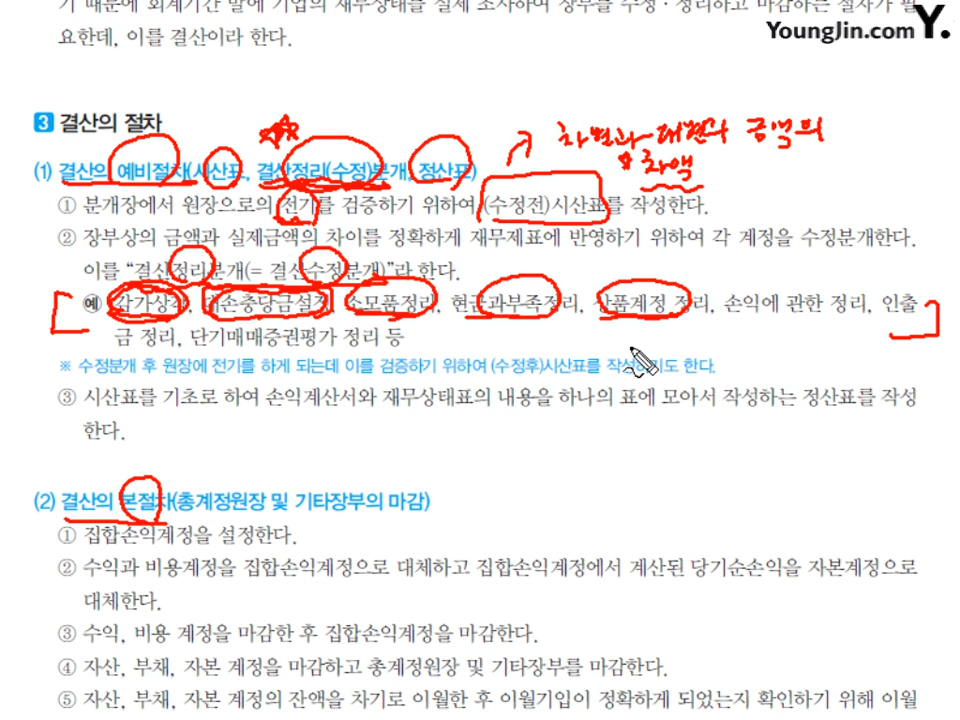 기 때문에 회계기간 말에 기업의 재무상태를 실제 조사하여 장부를 수정·정리하고 마감하는 절차가 필
요한데, 이를 결산이라 한다.
YoungJin.com Y.
3 결산의 절차
차변과 대변과 금액의
차액
(1) 결산의 예비절차(시산표, 결산정리(수정)분개, 정산표)
① 분개장에서 원장으로의 전기를 검증하기 위하여 (수정전)시산표를 작성한다.
② 장부상의 금액과 실제금액의 차이를 정확하게 재무제표에 반영하기 위하여 각 계정을 수정분개한다.
이를 “결산정리분개(= 결산수정분개)”라 한다.
예 감가상각, 대손충당금설정, 소모품정리, 현금과부족정리, 상품계정 정리, 손익에 관한 정리, 인출
금 정리, 단기매매증권평가 정리 등
※ 수정분개 후 원장에 전기를 하게 되는데 이를 검증하기 위하여 (수정후)시산표를 작성하기도 한다.
③ 시산표를 기초로 하여 손익계산서와 재무상태표의 내용을 하나의 표에 모아서 작성하는 정산표를 작성
한다.
(2) 결산의 본절차(총계정원장 및 기타장부의 마감)
① 집합손익계정을 설정한다.
② 수익과 비용계정을 집합손익계정으로 대체하고 집합손익계정에서 계산된 당기순손익을 자본계정으로
대체한다.
③ 수익, 비용 계정을 마감한 후 집합손익계정을 마감한다.
④ 자산, 부채, 자본 계정을 마감하고 총계정원장 및 기타장부를 마감한다.
⑤ 자산, 부채, 자본 계정의 잔액을 차기로 이월한 후 이월기입이 정확하게 되었는지 확인하기 위해 이월